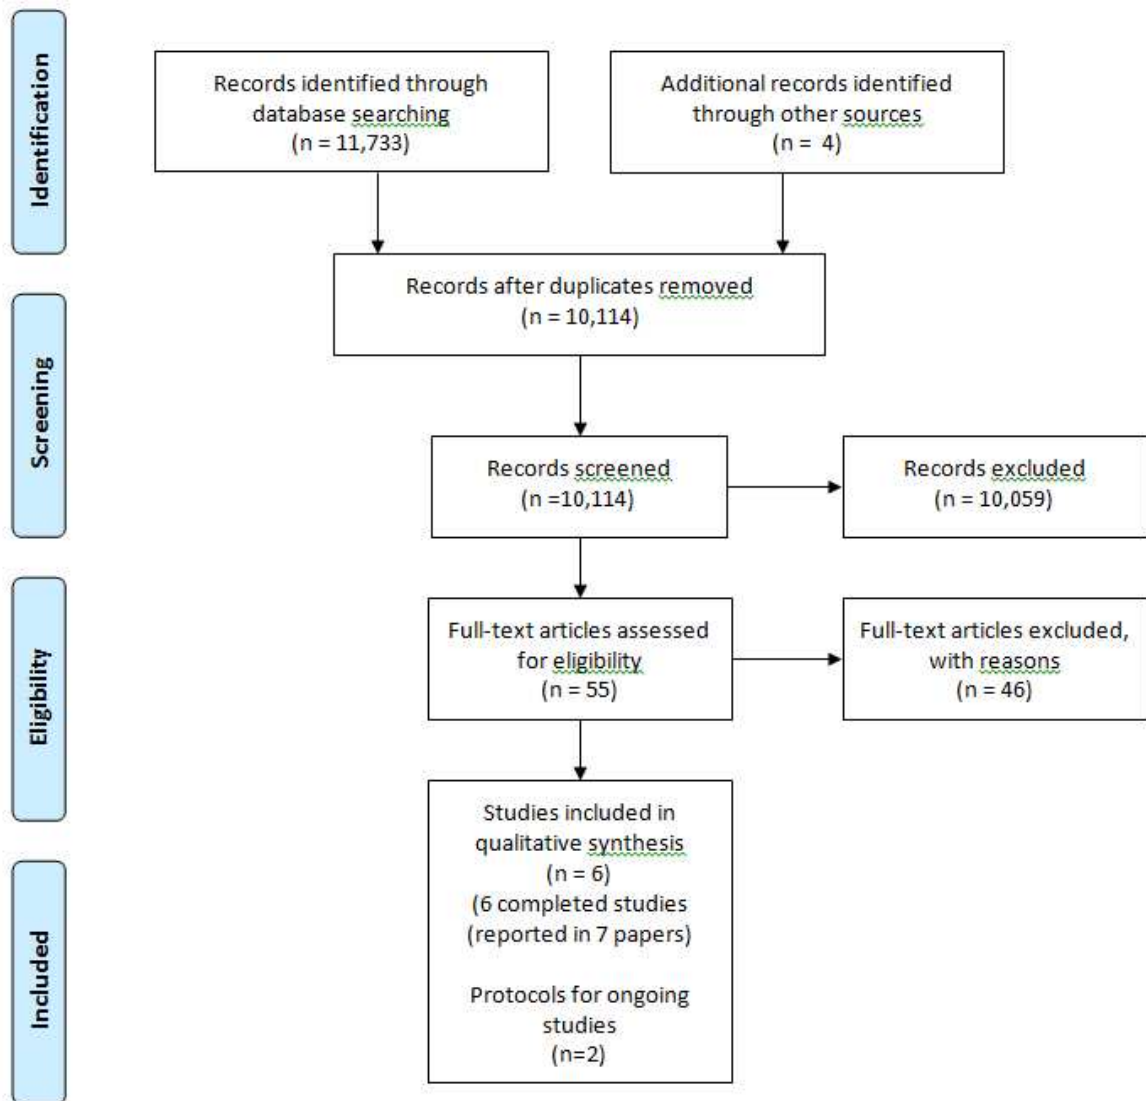 Identification
Records identified through
database searching
(n = 11,733)
Additional records identified
through other sources
(n =  4)
Records after duplicates removed
(n = 10,114)
Screening
Records screened
(n =10,114)
Records excluded
(n = 10,059)
Eligibility
Full-text articles assessed
for eligibility
(n = 55)
Full-text articles excluded,
with reasons
(n = 46)
Included
Studies included in
qualitative synthesis
(n = 6)
(6 completed studies
(reported in 7 papers)
Protocols for ongoing
studies
(n=2)